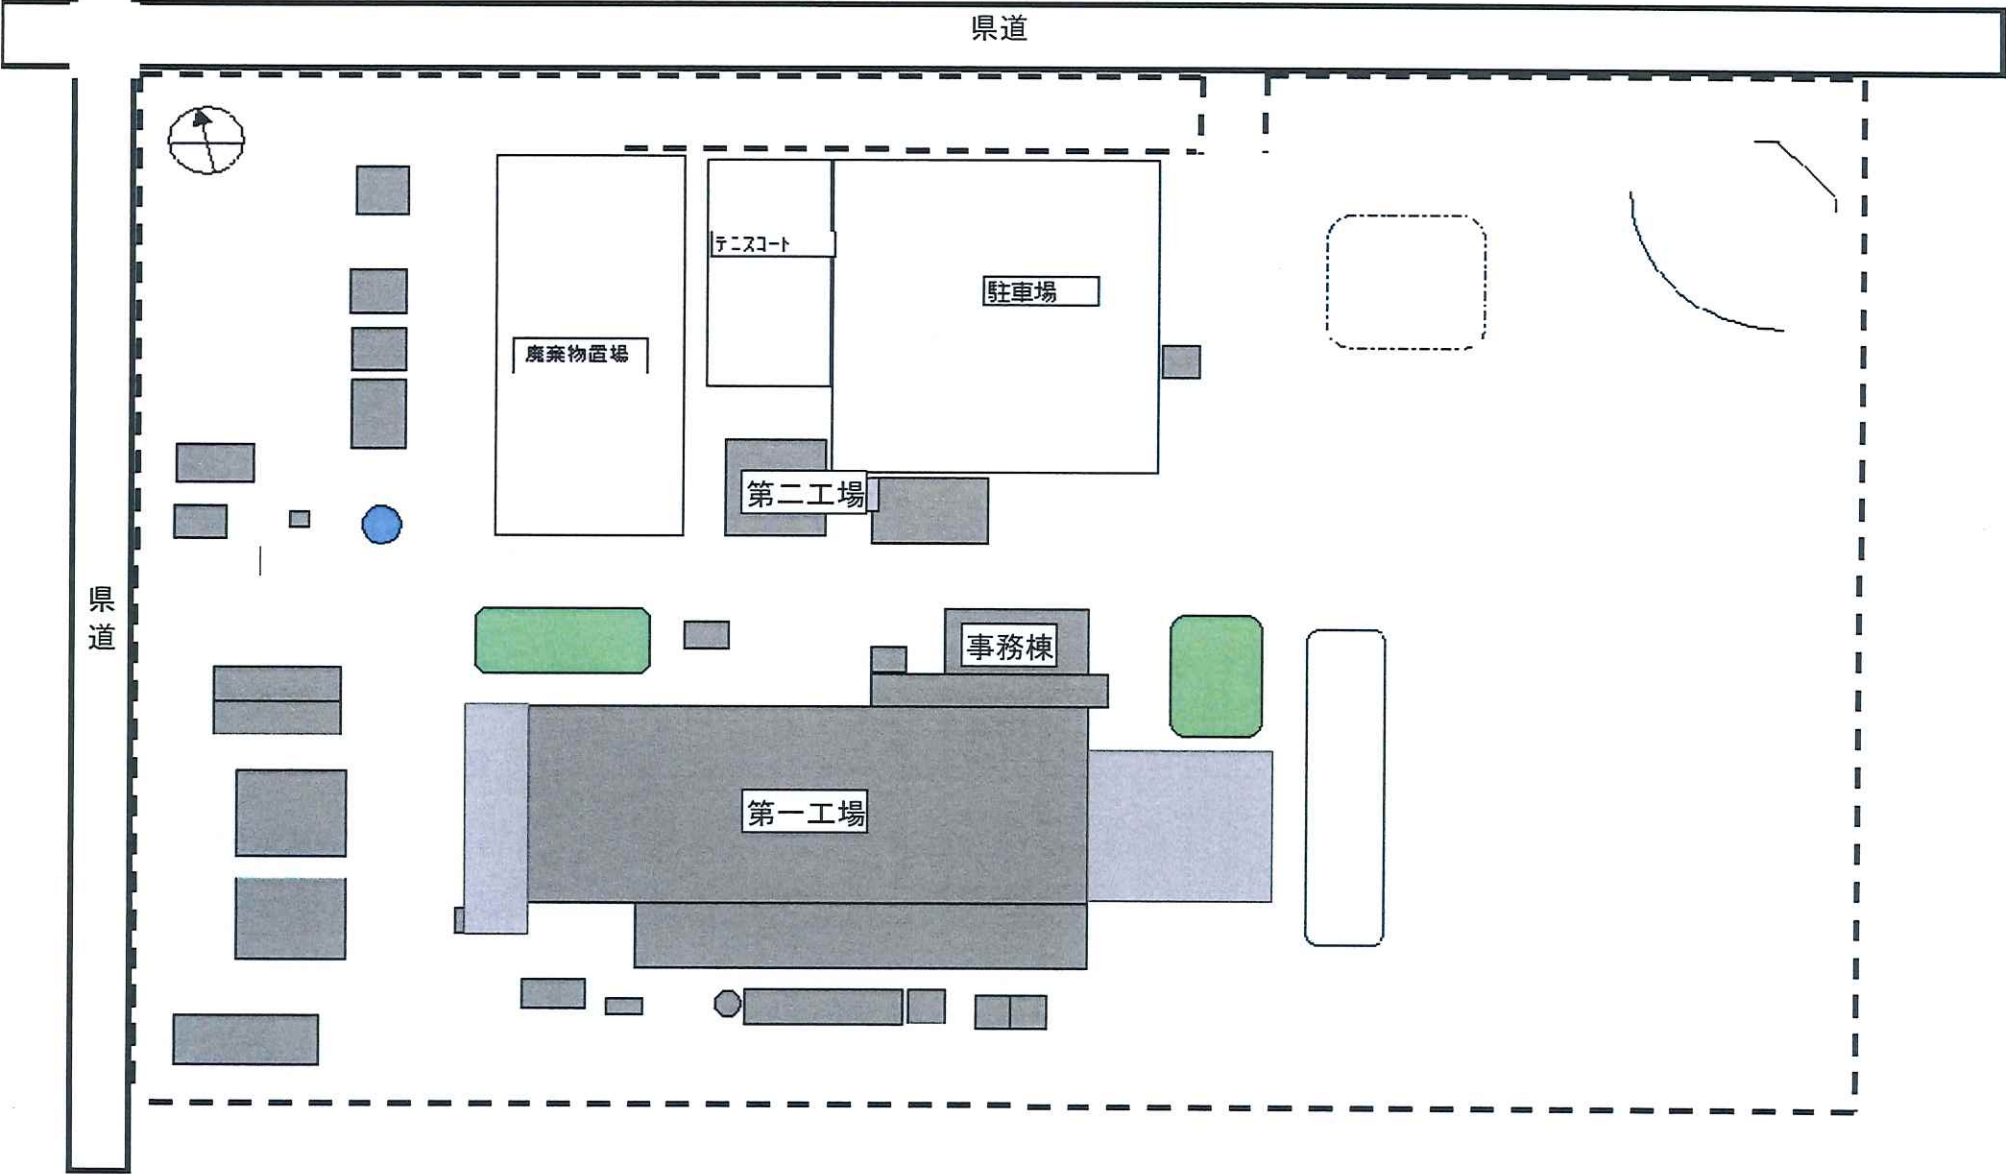 県道
テニスコート
駐車場
廃棄物置場
第二工場
県道
事務棟
第一工場